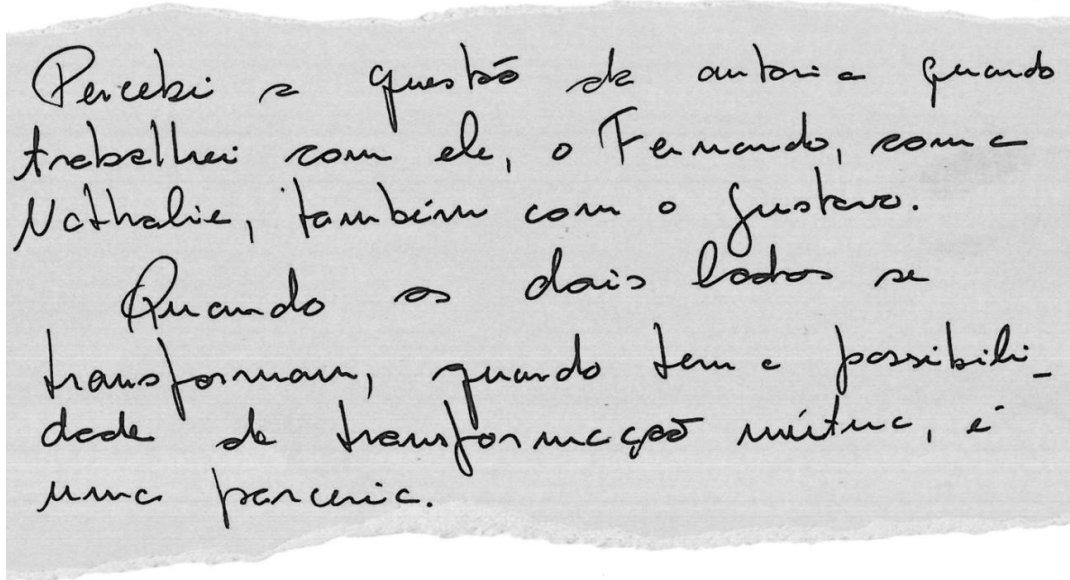 Percebi a questão de autoria quando
trabalhei com ele, o Fernando, com a
Nathalie, também com o Gustavo.
Quando os dois lados se
transformam, quando tem a possibili_
dade de transformação mútua, é
uma parceria.